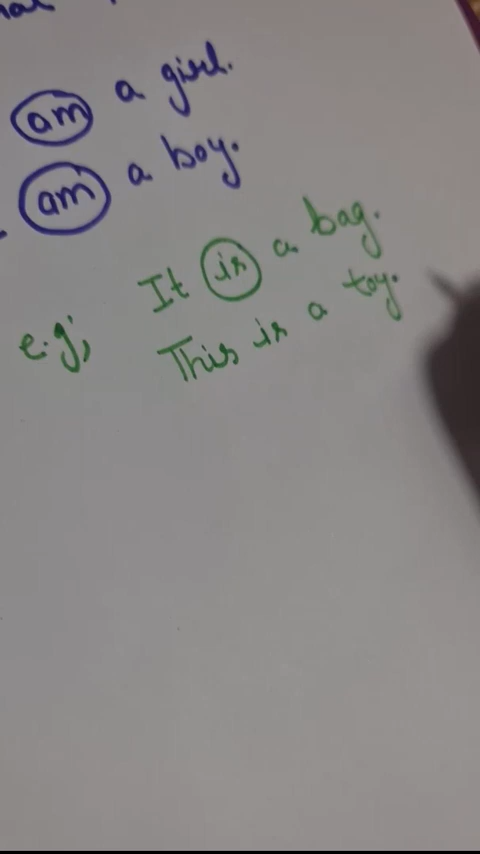 am a girl.
am a boy.
It is a bag.
e.g; This is a toy.